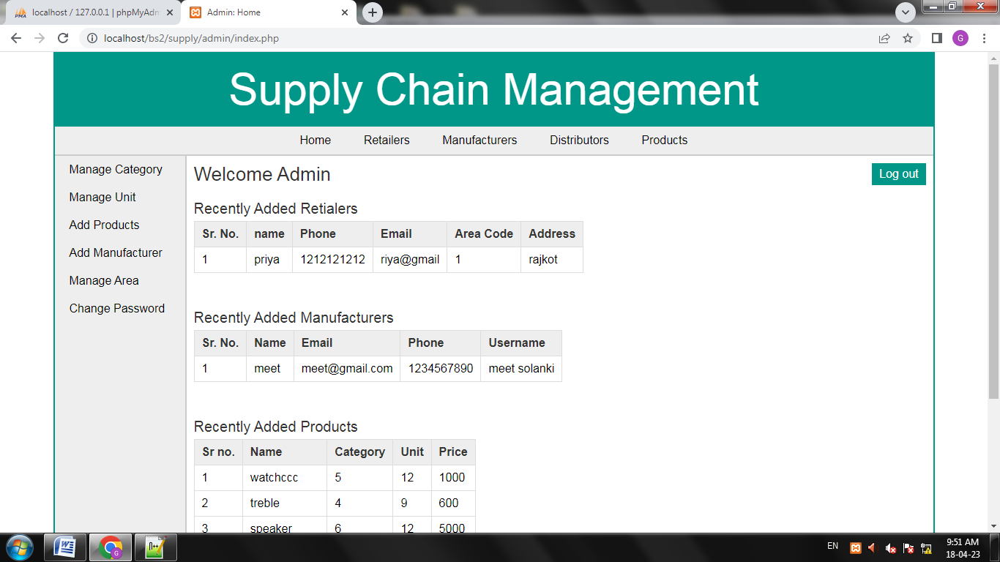 localhost / 127.0.0.1 | phpMyAdm
Admin: Home
localhost/bs2/supply/admin/index.php
G
Supply Chain Management
Home Retailers Manufacturers Distributors Products
Manage Category
Manage Unit
Add Products
Add Manufacturer
Manage Area
Change Password
Welcome Admin
Log out
Recently Added Retialers
Sr. No. name Phone Email Area Code Address
1 priya 1212121212 riya@gmail 1 rajkot
Recently Added Manufacturers
Sr. No. Name Email Phone Username
1 meet meet@gmail.com 1234567890 meet solanki
Recently Added Products
Sr no. Name Category Unit Price
1 watchccc 5 12 1000
2 treble 4 9 600
3 speaker 6 12 5000
EN
9:51 AM
18-04-23